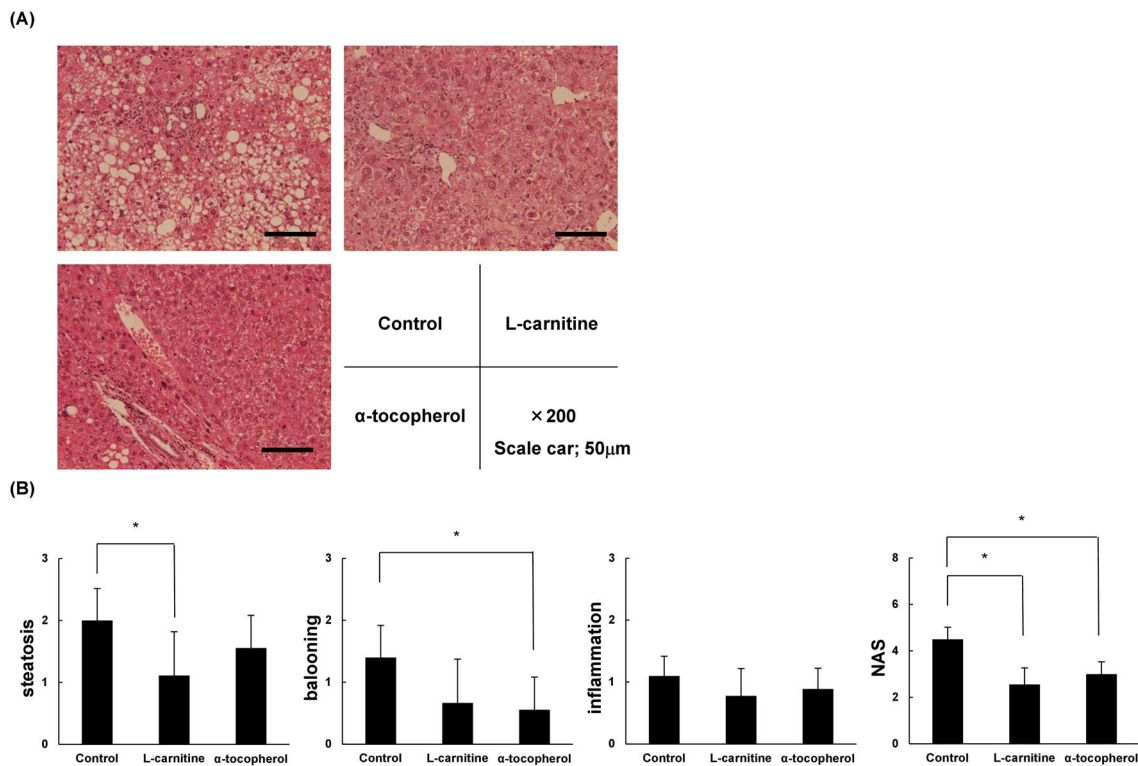 (A)
Control L-carnitine
α-tocopherol ×200
Scale car; 50μm
(B)
* * * *
*
3 3 3 8
2 2 2 6
4
1 1 1 2
0 0 0 0
steatosis
balooning
inflammation
NAS
Control L-carnitine α-tocopherol
Control L-carnitine α-tocopherol
Control L-carnitine α-tocopherol
Control L-carnitine α-tocopherol